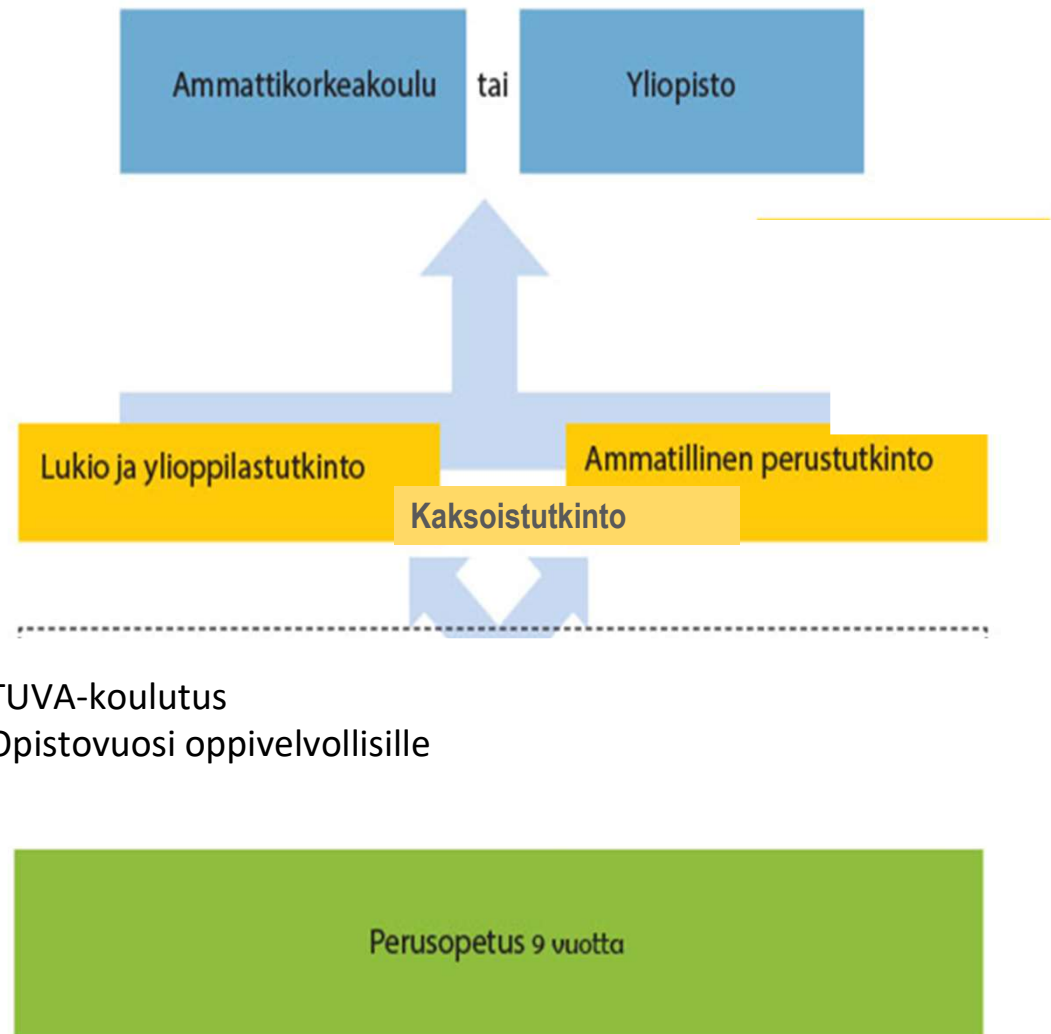 Ammattikorkeakoulu tai Yliopisto
Lukio ja ylioppilastutkinto
Ammatillinen perustutkinto
Kaksoistutkinto
TUVA-koulutus
Opistovuosi oppivelvollisille
Perusopetus 9 vuotta